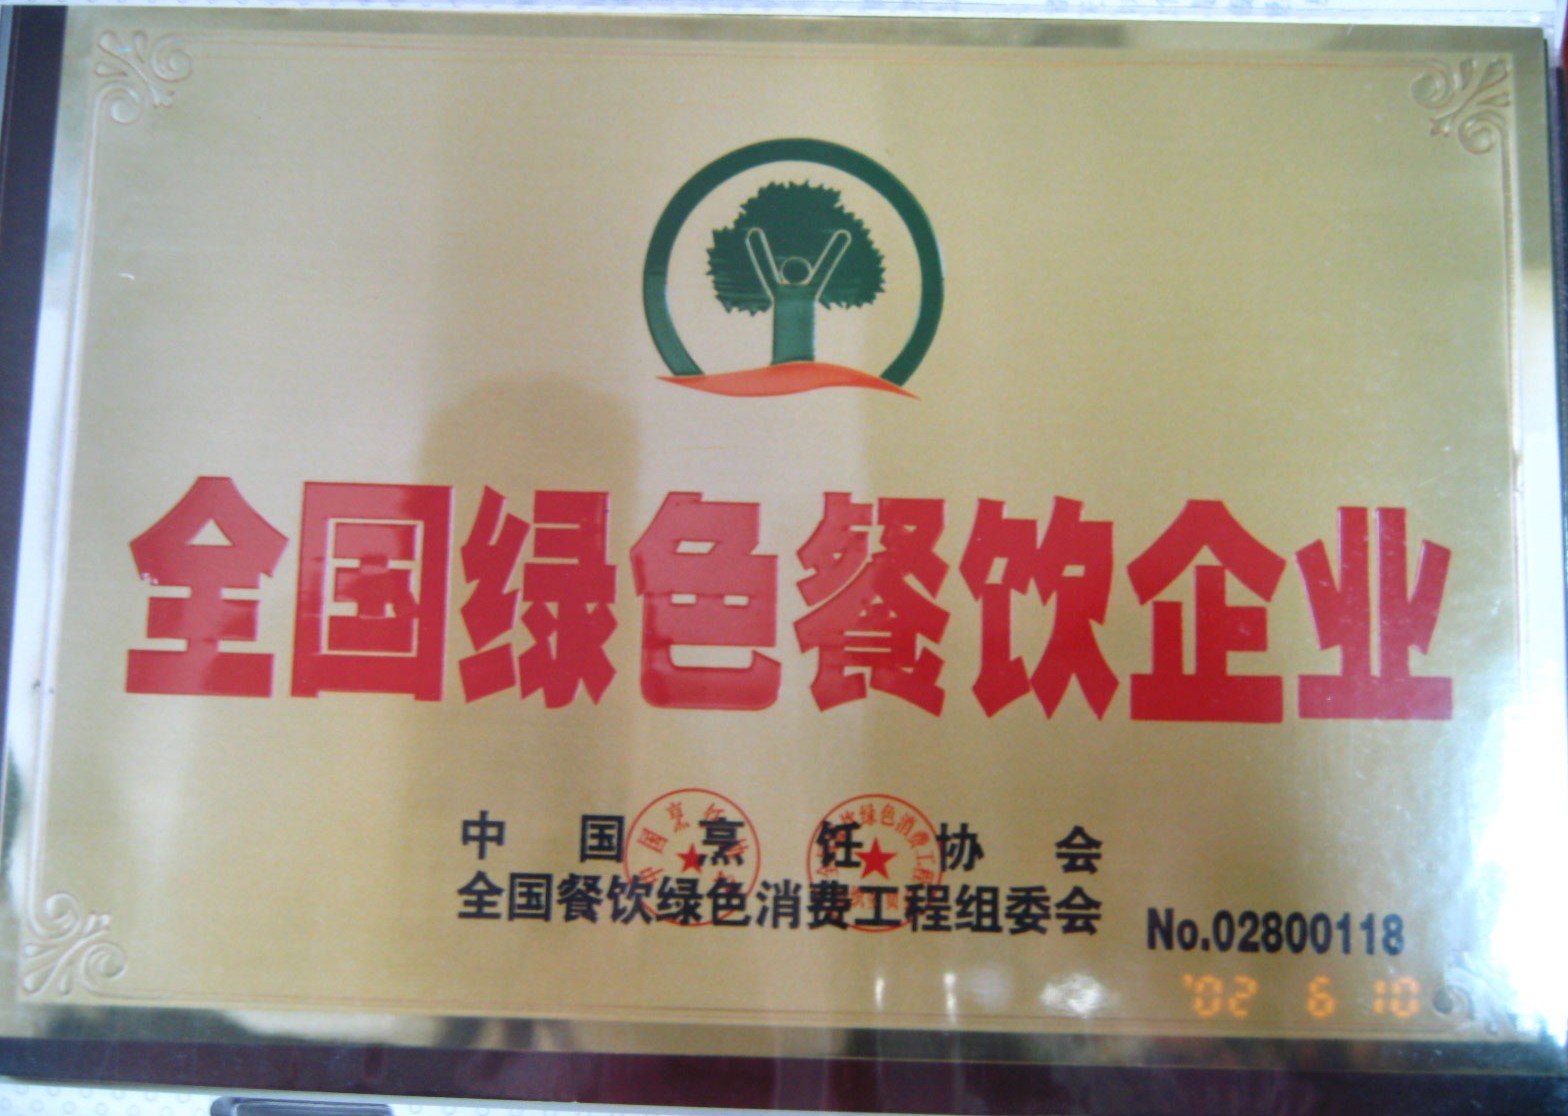 全国绿色餐饮企业
中国烹饪协会
全国餐饮绿色消费工程组委会
No.02800118
'02 6 10